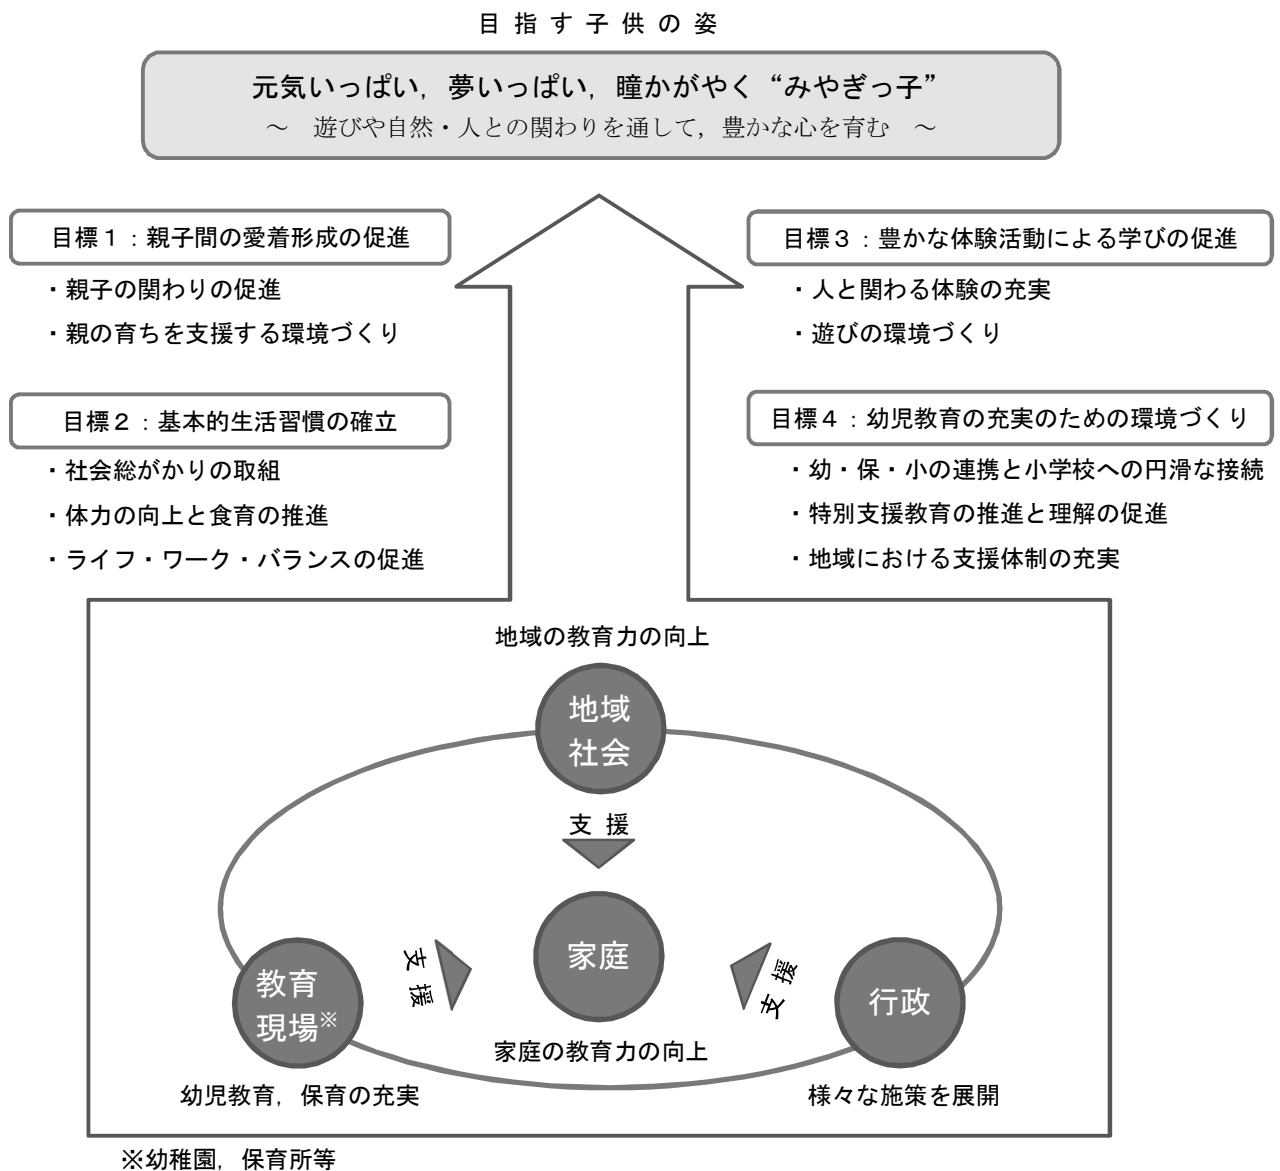 目指す子供の姿
元気いっぱい，夢いっぱい，瞳かがやく“みやぎっ子”
～　遊びや自然・人との関わりを通して，豊かな心を育む　～
目標１：親子間の愛着形成の促進
・親子の関わりの促進
・親の育ちを支援する環境づくり
目標２：基本的生活習慣の確立
・社会総がかりの取組
・体力の向上と食育の推進
・ライフ・ワーク・バランスの促進
目標３：豊かな体験活動による学びの促進
・人と関わる体験の充実
・遊びの環境づくり
目標４：幼児教育の充実のための環境づくり
・幼・保・小の連携と小学校への円滑な接続
・特別支援教育の推進と理解の促進
・地域における支援体制の充実
地域の教育力の向上
地域
社会
支援
家庭
家庭の教育力の向上
支援
教育
現場※
幼児教育，保育の充実
支援
行政
様々な施策を展開
※幼稚園，保育所等